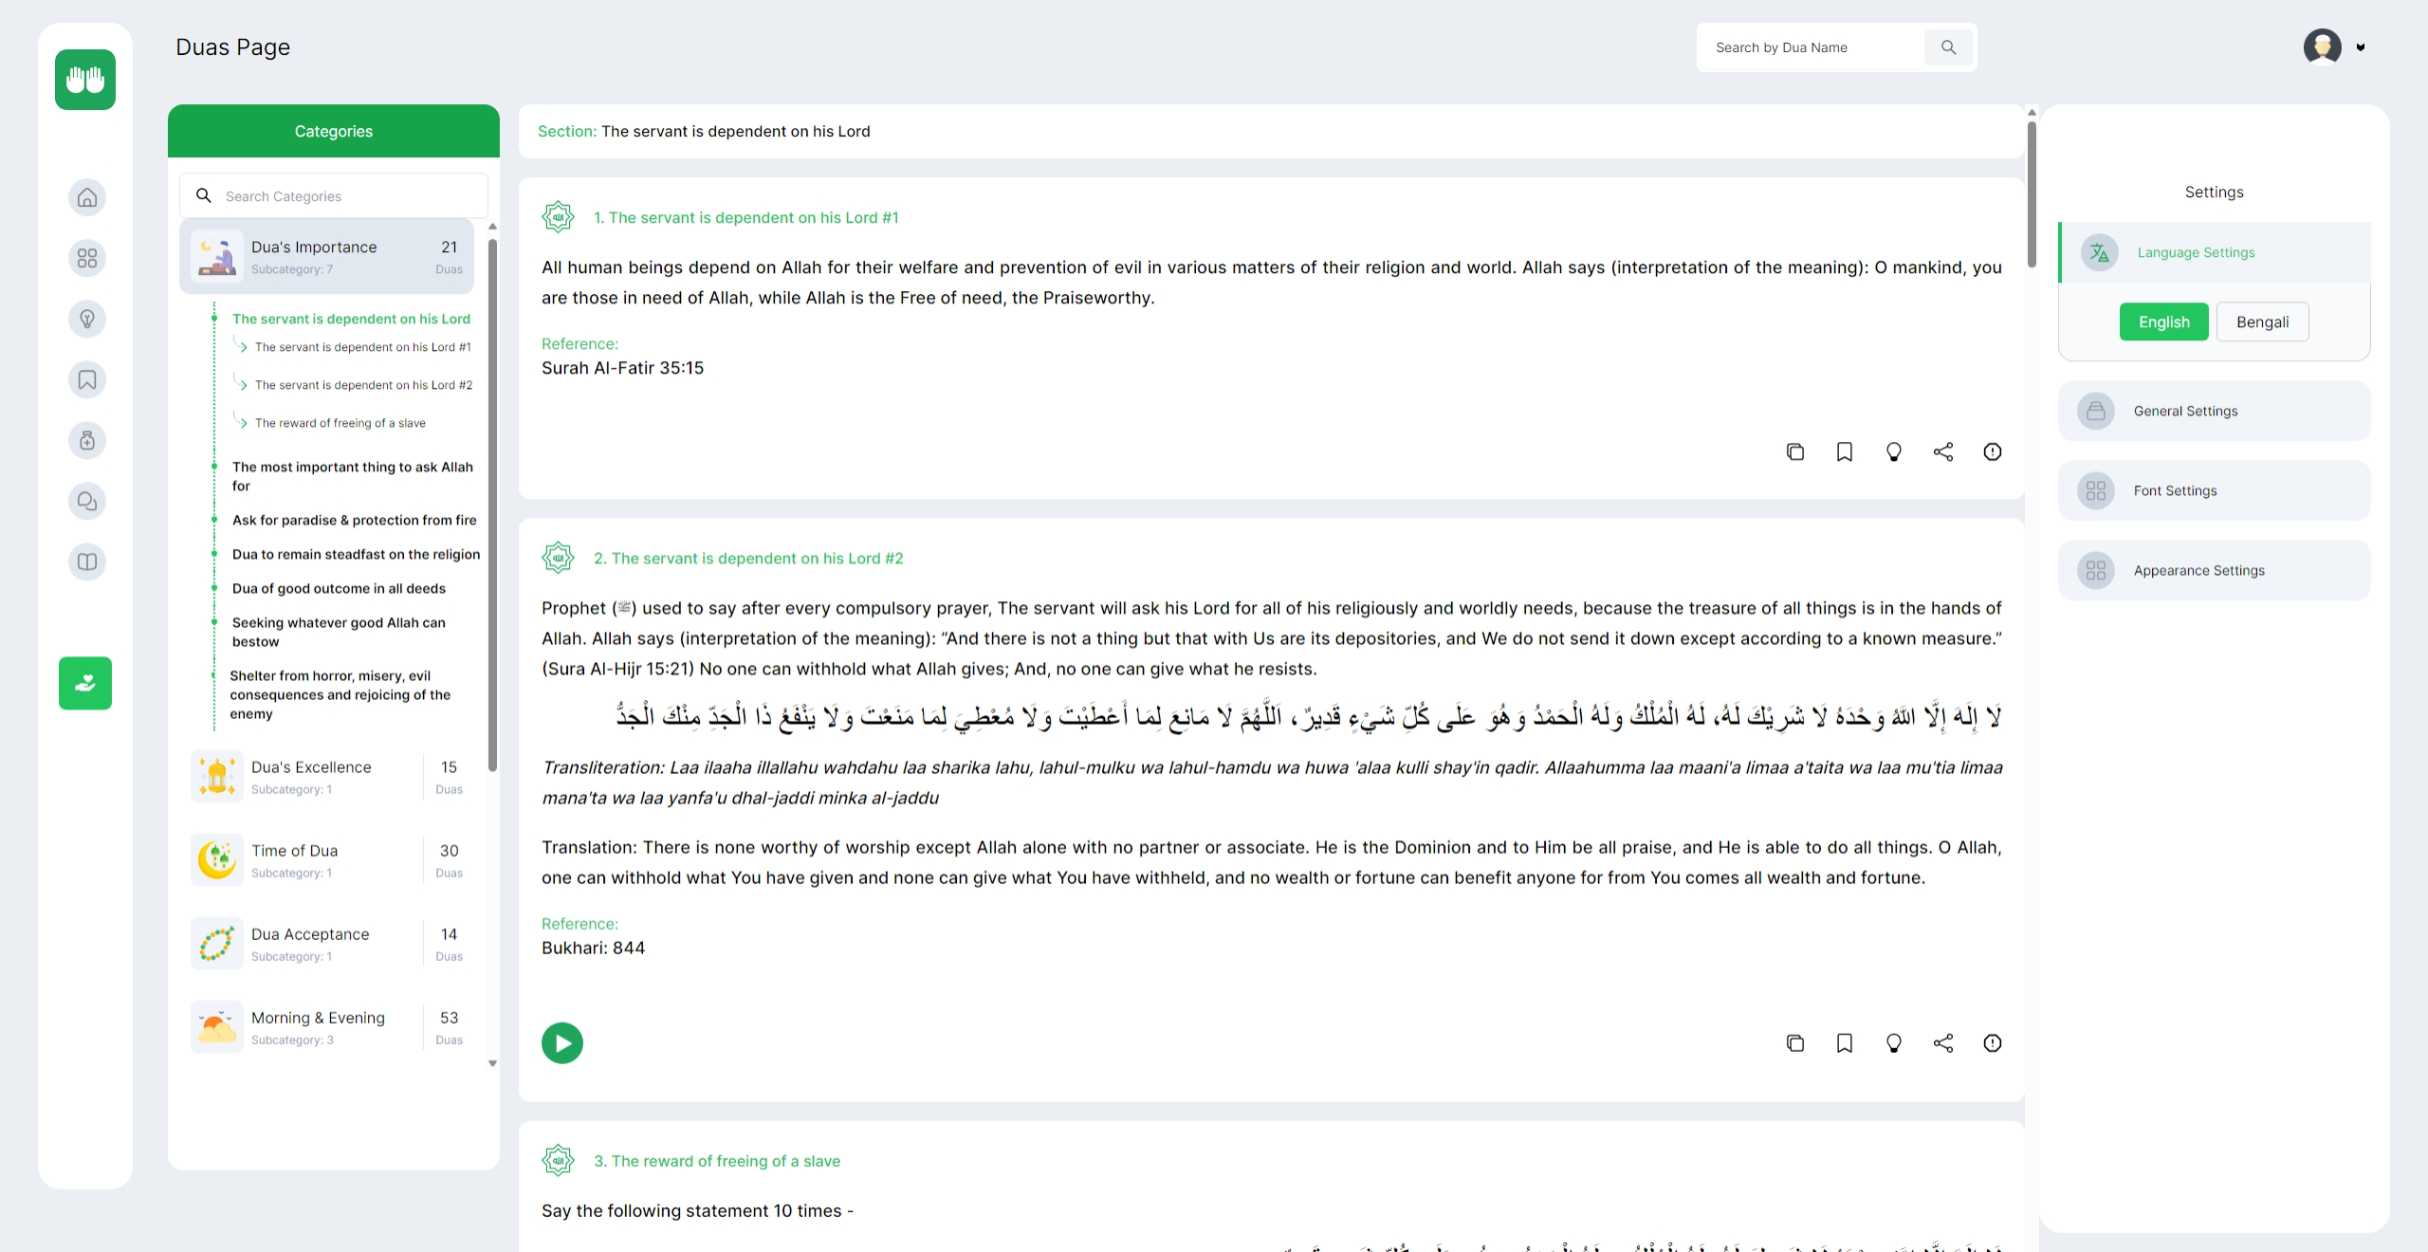 Duas Page
Search by Dua Name
Categories
Search Categories
Dua's Importance
Subcategory: 7
21
Duas
The servant is dependent on his Lord
The servant is dependent on his Lord #1
The servant is dependent on his Lord #2
The reward of freeing of a slave
The most important thing to ask Allah
for
Ask for paradise & protection from fire
Dua to remain steadfast on the religion
Dua of good outcome in all deeds
Seeking whatever good Allah can
bestow
Shelter from horror, misery, evil
consequences and rejoicing of the
enemy
Dua's Excellence
Subcategory: 1
15
Duas
Time of Dua
Subcategory: 1
30
Duas
Dua Acceptance
Subcategory: 1
14
Duas
Morning & Evening
Subcategory: 3
53
Duas
Section: The servant is dependent on his Lord
1. The servant is dependent on his Lord #1
All human beings depend on Allah for their welfare and prevention of evil in various matters of their religion and world. Allah says (interpretation of the meaning): O mankind, you
are those in need of Allah, while Allah is the Free of need, the Praiseworthy.
Reference:
Surah Al-Fatir 35:15
2. The servant is dependent on his Lord #2
Prophet (ﷺ) used to say after every compulsory prayer, The servant will ask his Lord for all of his religiously and worldly needs, because the treasure of all things is in the hands of
Allah. Allah says (interpretation of the meaning): “And there is not a thing but that with Us are its depositories, and We do not send it down except according to a known measure.”
(Sura Al-Hijr 15:21) No one can withhold what Allah gives; And, no one can give what he resists.
لَا إِلَهَ إِلَّا اللهُ وَحْدَهُ لَا شَرِيْكَ لَهُ، لَهُ الْمُلْكُ وَلَهُ الْحَمْدُ وَهُوَ عَلَى كُلِّ شَيْءٍ قَدِيرٌ، اَللَّهُمَّ لَا مَانِعَ لِمَا أَعْطَيْتَ وَلَا مُعْطِيَ لِمَا مَنَعْتَ وَلَا يَنْفَعُ ذَا الْجَدِّ مِنْكَ الْجَدُّ
Transliteration: Laa ilaaha illallahu wahdahu laa sharika lahu, lahul-mulku wa lahul-hamdu wa huwa 'alaa kulli shay'in qadir. Allaahumma laa maani'a limaa a'taita wa laa mu'tia limaa
mana'ta wa laa yanfa'u dhal-jaddi minka al-jaddu
Translation: There is none worthy of worship except Allah alone with no partner or associate. He is the Dominion and to Him be all praise, and He is able to do all things. O Allah,
one can withhold what You have given and none can give what You have withheld, and no wealth or fortune can benefit anyone for from You comes all wealth and fortune.
Reference:
Bukhari: 844
3. The reward of freeing of a slave
Say the following statement 10 times -
Settings
Language Settings
English
Bengali
General Settings
Font Settings
Appearance Settings